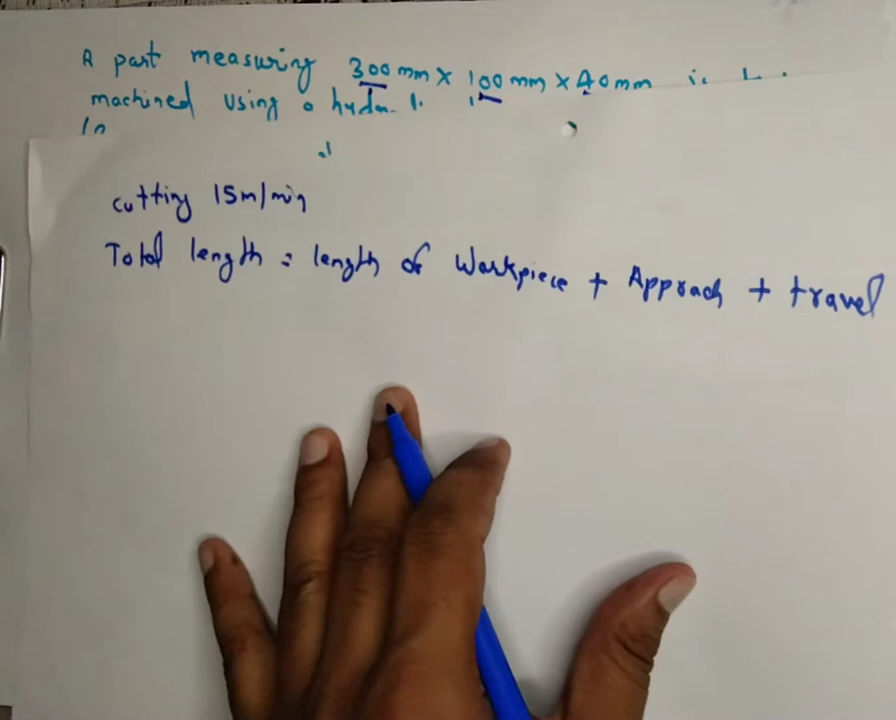 A part measuring 300 mm x 100 mm x 40 mm
machined using a
cutting 15m/min
Total length = length of Workpiece + Approach + travel